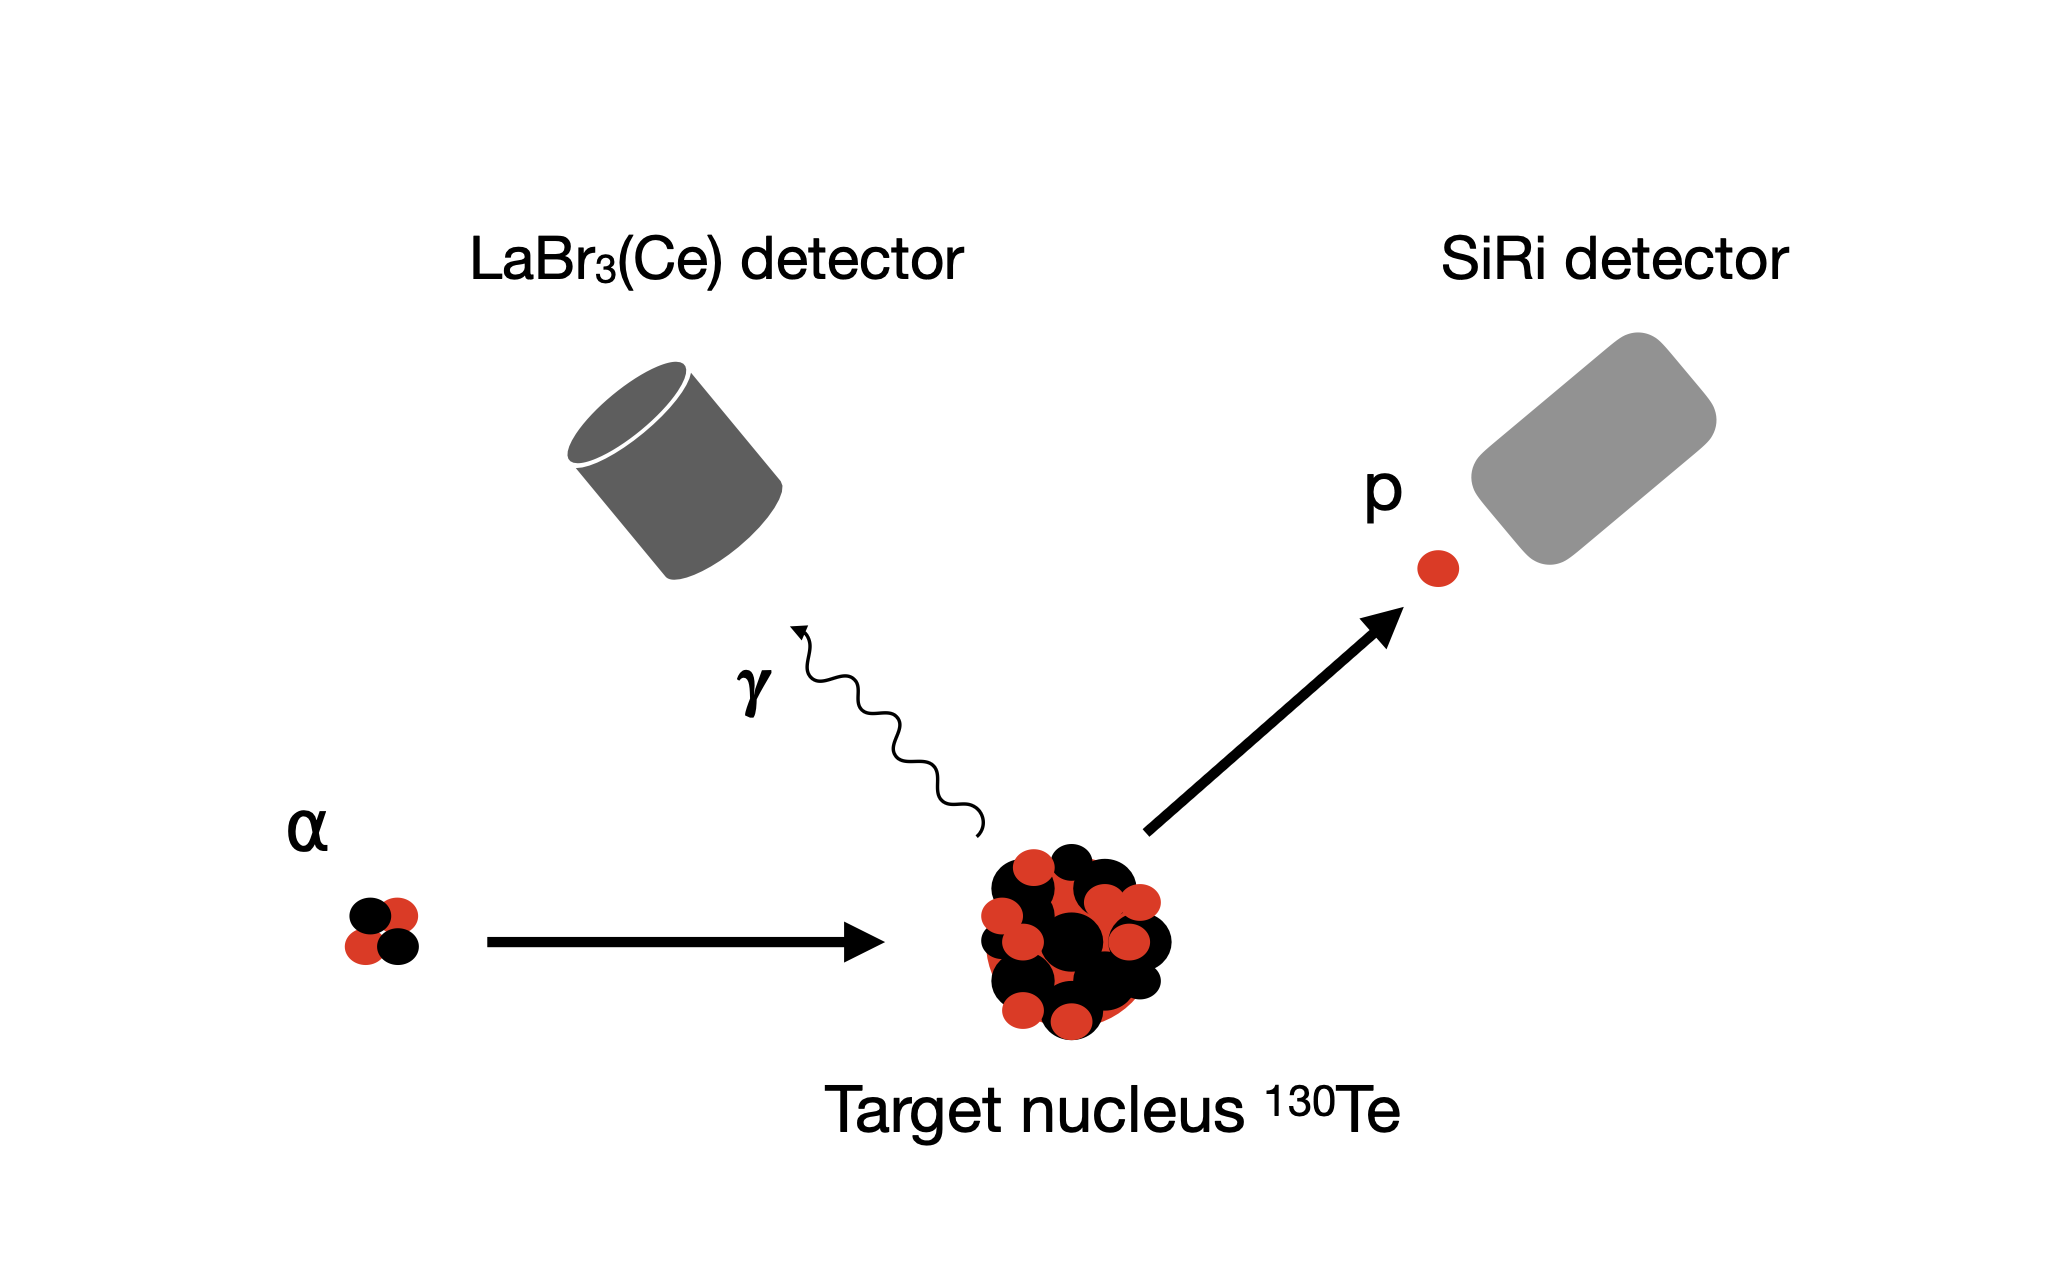 LaBr₃(Ce) detector
SiRi detector
p
γ
α
Target nucleus ¹³⁰Te